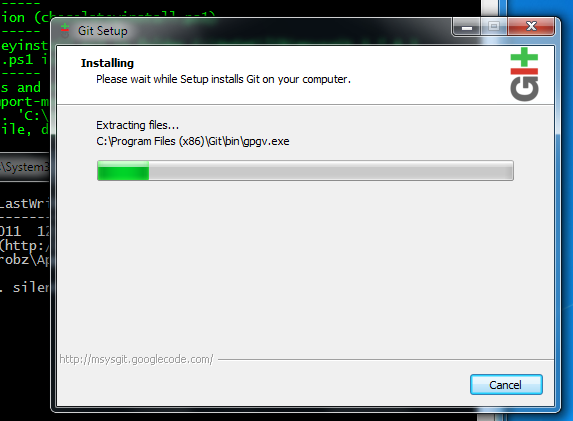 ion (chocolateyinstall.ps1)
Git Setup
eyinst
.ps1 i
s and
port-m
. 'C:\
ile, d
Installing
Please wait while Setup installs Git on your computer.
Git
Extracting files...
C:\Program Files (x86)\Git\bin\gpgv.exe
\System3
LastWri
011 12
(http:/
robz\Ap
. silen
http://msysgit.googlecode.com/
Cancel